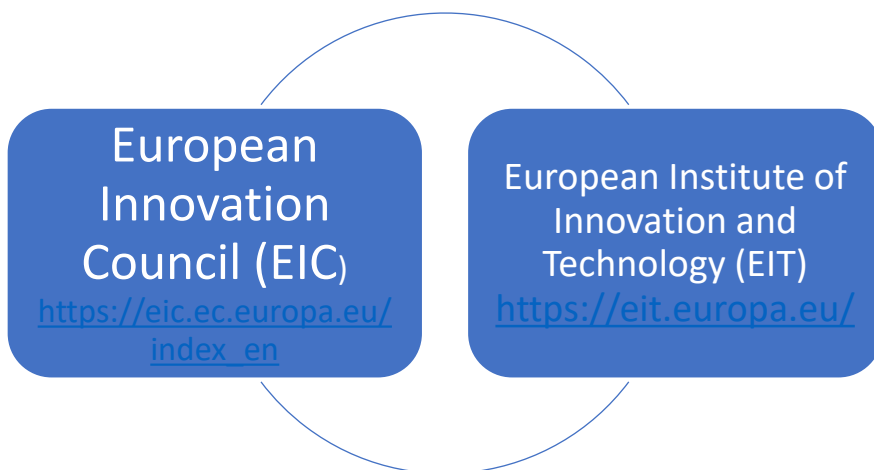 European
Innovation
Council (EIC)
https://eic.ec.europa.eu/
index_en
European Institute of
Innovation and
Technology (EIT)
https://eit.europa.eu/